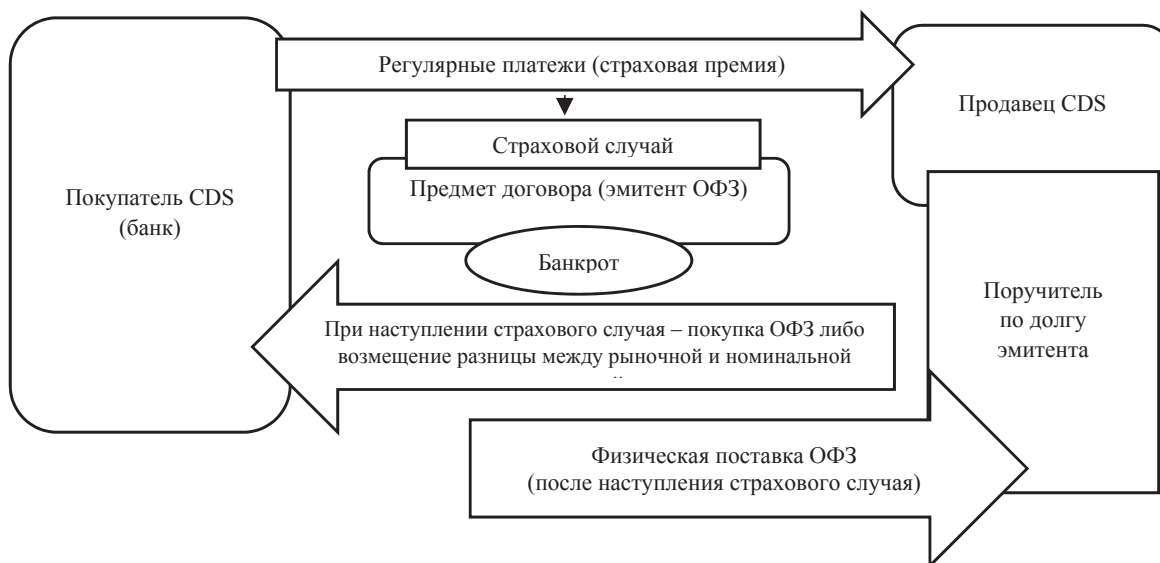 Регулярные платежи (страховая премия)
Продавец CDS
Страховой случай
Предмет договора (эмитент ОФЗ)
Покупатель CDS
(банк)
Банкрот
Поручитель
по долгу
эмитента
При наступлении страхового случая – покупка ОФЗ либо
возмещение разницы между рыночной и номинальной
Физическая поставка ОФЗ
(после наступления страхового случая)